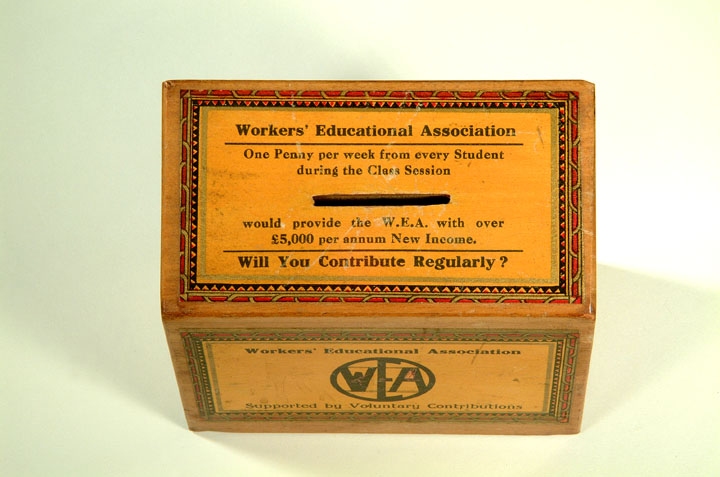 Workers' Educational Association
One Penny per week from every Student
during the Class Session
would provide the W.E.A. with over
£5,000 per annum New Income.
Will You Contribute Regularly?
Workers' Educational Association
WEA
Supported by Voluntary Contributions